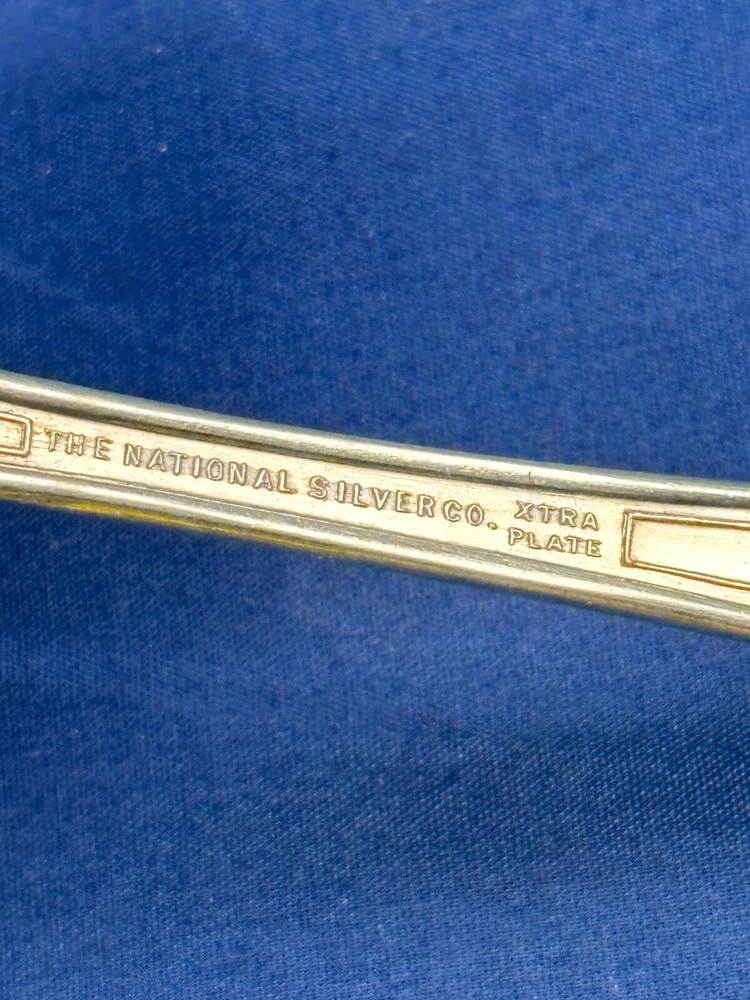 THE NATIONAL SILVER CO. XTRA
PLATE